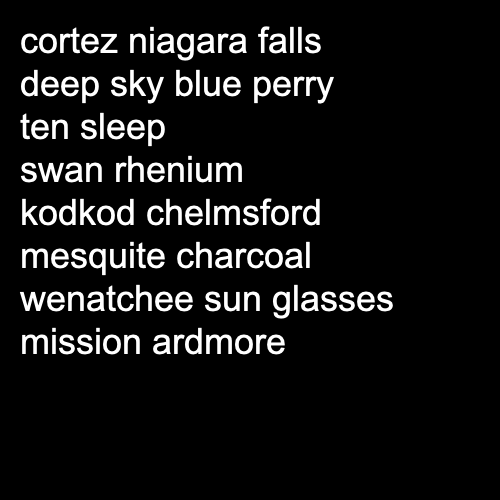 cortez niagara falls
deep sky blue perry
ten sleep
swan rhenium
kodkod chelmsford
mesquite charcoal
wenatchee sun glasses
mission ardmore